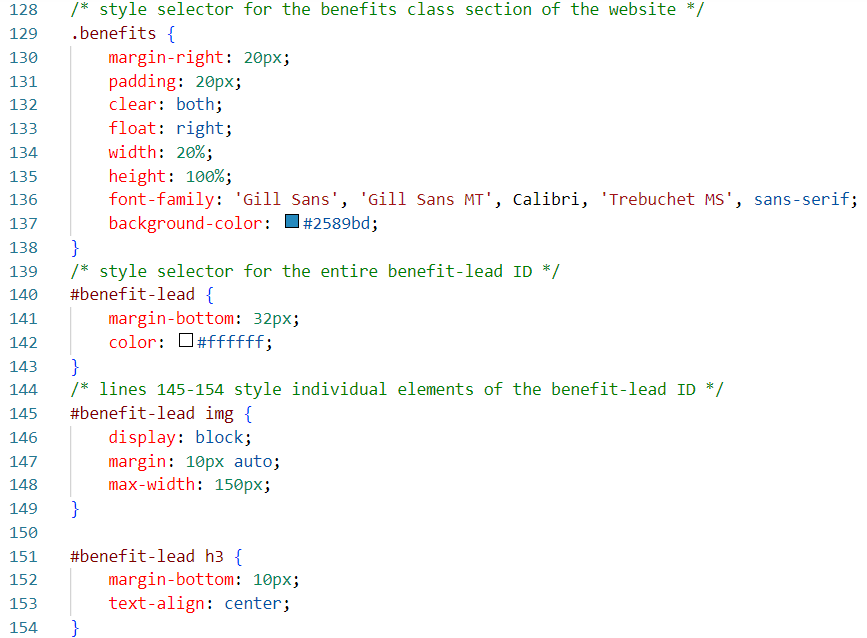 128 /* style selector for the benefits class section of the website */
129 .benefits {
130     margin-right: 20px;
131     padding: 20px;
132     clear: both;
133     float: right;
134     width: 20%;
135     height: 100%;
136     font-family: 'Gill Sans', 'Gill Sans MT', Calibri, 'Trebuchet MS', sans-serif;
137     background-color: #2589bd;
138 }
139 /* style selector for the entire benefit-lead ID */
140 #benefit-lead {
141     margin-bottom: 32px;
142     color: #ffffff;
143 }
144 /* lines 145-154 style individual elements of the benefit-lead ID */
145 #benefit-lead img {
146     display: block;
147     margin: 10px auto;
148     max-width: 150px;
149 }
150
151 #benefit-lead h3 {
152     margin-bottom: 10px;
153     text-align: center;
154 }